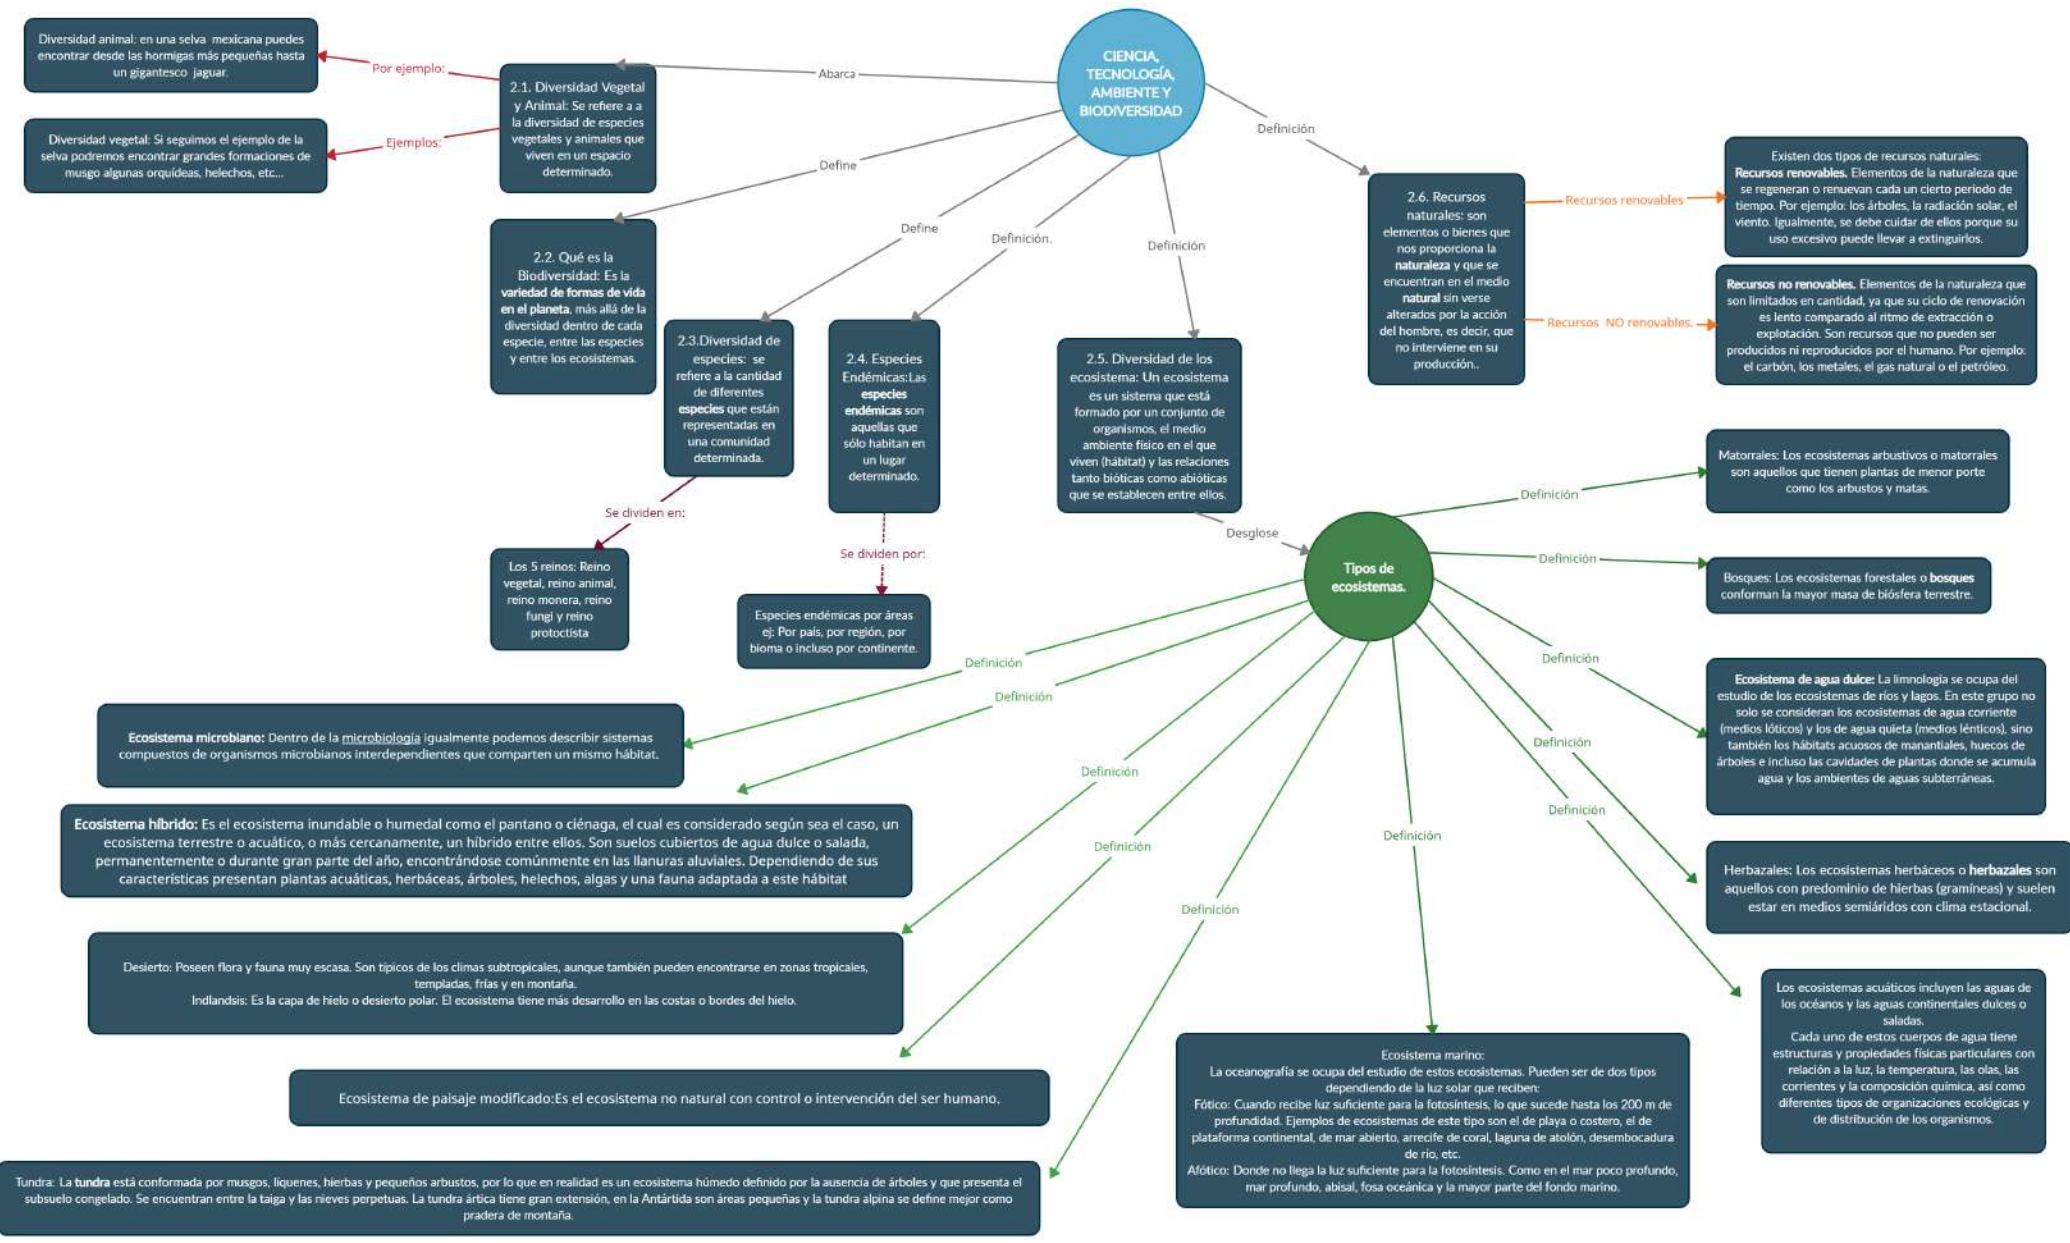 CIENCIA,
TECNOLOGÍA,
AMBIENTE Y
BIODIVERSIDAD
Abarca
2.1. Diversidad Vegetal
y Animal: Se refiere a a
la diversidad de especies
vegetales y animales que
viven en un espacio
determinado.
Por ejemplo:
Diversidad animal: en una selva mexicana puedes
encontrar desde las hormigas más pequeñas hasta
un gigantesco jaguar.
Ejemplos:
Diversidad vegetal: Si seguimos el ejemplo de la
selva podremos encontrar grandes formaciones de
musgo algunas orquídeas, helechos, etc...
Define
2.2. Qué es la
Biodiversidad: Es la
variedad de formas de vida
en el planeta, más allá de la
diversidad dentro de cada
especie, entre las especies
y entre los ecosistemas.
Define
2.3.Diversidad de
especies: se
refiere a la cantidad
de diferentes
especies que están
representadas en
una comunidad
determinada.
Se dividen en:
Los 5 reinos: Reino
vegetal, reino animal,
reino monera, reino
fungi y reino
protoctista
Definición.
2.4. Especies
Endémicas:Las
especies
endémicas son
aquellas que
sólo habitan en
un lugar
determinado.
Se dividen por:
Especies endémicas por áreas
ej: Por país, por región, por
bioma o incluso por continente.
Definición
2.5. Diversidad de los
ecosistema: Un ecosistema
es un sistema que está
formado por un conjunto de
organismos, el medio
ambiente físico en el que
viven (hábitat) y las relaciones
tanto bióticas como abióticas
que se establecen entre ellos.
Desglose
Definición
2.6. Recursos
naturales: son
elementos o bienes que
nos proporciona la
naturaleza y que se
encuentran en el medio
natural sin verse
alterados por la acción
del hombre, es decir, que
no interviene en su
producción..
Recursos renovables
Existen dos tipos de recursos naturales:
Recursos renovables. Elementos de la naturaleza que
se regeneran o renuevan cada un cierto periodo de
tiempo. Por ejemplo: los árboles, la radiación solar, el
viento. Igualmente, se debe cuidar de ellos porque su
uso excesivo puede llevar a extinguirlos.
Recursos NO renovables.
Recursos no renovables. Elementos de la naturaleza que
son limitados en cantidad, ya que su ciclo de renovación
es lento comparado al ritmo de extracción o
explotación. Son recursos que no pueden ser
producidos ni reproducidos por el humano. Por ejemplo:
el carbón, los metales, el gas natural o el petróleo.
Tipos de
ecosistemas.
Definición
Matorrales: Los ecosistemas arbustivos o matorrales
son aquellos que tienen plantas de menor porte
como los arbustos y matas.
Definición
Bosques: Los ecosistemas forestales o bosques
conforman la mayor masa de biósfera terrestre.
Definición
Ecosistema de agua dulce: La limnología se ocupa del
estudio de los ecosistemas de ríos y lagos. En este grupo no
solo se consideran los ecosistemas de agua corriente
(medios lóticos) y los de agua quieta (medios lénticos), sino
también los hábitats acuosos de manantiales, huecos de
árboles e incluso las cavidades de plantas donde se acumula
agua y los ambientes de aguas subterráneas.
Definición
Herbazales: Los ecosistemas herbáceos o herbazales son
aquellos con predominio de hierbas (gramíneas) y suelen
estar en medios semiáridos con clima estacional.
Definición
Los ecosistemas acuáticos incluyen las aguas de
los océanos y las aguas continentales dulces o
saladas.
Cada uno de estos cuerpos de agua tiene
estructuras y propiedades físicas particulares con
relación a la luz, la temperatura, las olas, las
corrientes y la composición química, así como
diferentes tipos de organizaciones ecológicas y
de distribución de los organismos.
Definición
Ecosistema marino:
La oceanografía se ocupa del estudio de estos ecosistemas. Pueden ser de dos tipos
dependiendo de la luz solar que reciben:
Fótico: Cuando recibe luz suficiente para la fotosíntesis, lo que sucede hasta los 200 m de
profundidad. Ejemplos de ecosistemas de este tipo son el de playa o costero, el de
plataforma continental, de mar abierto, arrecife de coral, laguna de atolón, desembocadura
de río, etc.
Afótico: Donde no llega la luz suficiente para la fotosíntesis. Como en el mar poco profundo,
mar profundo, abisal, fosa oceánica y la mayor parte del fondo marino.
Definición
Ecosistema microbiano: Dentro de la microbiología igualmente podemos describir sistemas
compuestos de organismos microbianos interdependientes que comparten un mismo hábitat.
Definición
Ecosistema híbrido: Es el ecosistema inundable o humedal como el pantano o ciénaga, el cual es considerado según sea el caso, un
ecosistema terrestre o acuático, o más cercanamente, un híbrido entre ellos. Son suelos cubiertos de agua dulce o salada,
permanentemente o durante gran parte del año, encontrándose comúnmente en las llanuras aluviales. Dependiendo de sus
características presentan plantas acuáticas, herbáceas, árboles, helechos, algas y una fauna adaptada a este hábitat
Definición
Desierto: Poseen flora y fauna muy escasa. Son típicos de los climas subtropicales, aunque también pueden encontrarse en zonas tropicales,
templadas, frías y en montaña.
Indlandsis: Es la capa de hielo o desierto polar. El ecosistema tiene más desarrollo en las costas o bordes del hielo.
Definición
Ecosistema de paisaje modificado:Es el ecosistema no natural con control o intervención del ser humano.
Definición
Tundra: La tundra está conformada por musgos, líquenes, hierbas y pequeños arbustos, por lo que en realidad es un ecosistema húmedo definido por la ausencia de árboles y que presenta el
subsuelo congelado. Se encuentran entre la taiga y las nieves perpetuas. La tundra ártica tiene gran extensión, en la Antártida son áreas pequeñas y la tundra alpina se define mejor como
pradera de montaña.